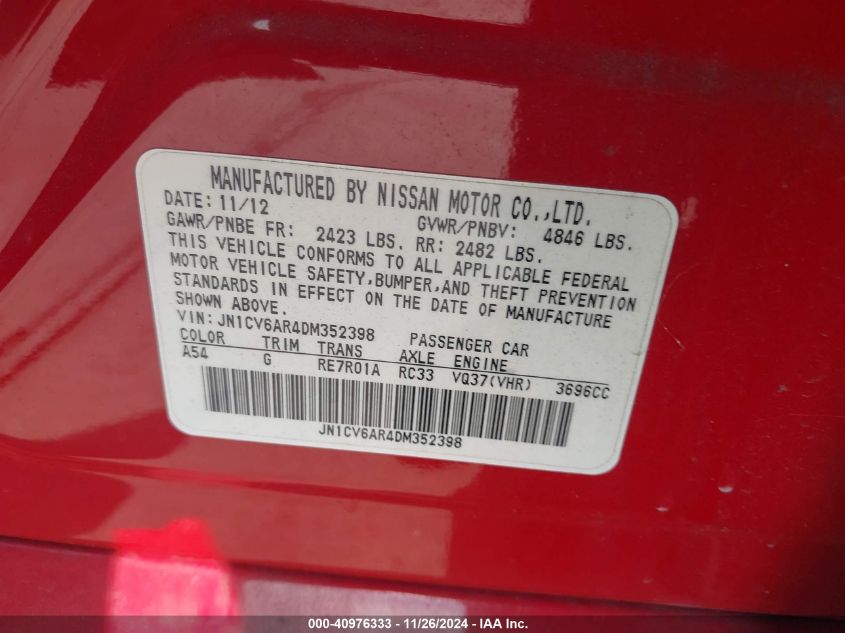 MANUFACTURED BY NISSAN MOTOR CO.,LTD.
DATE: 11/12 GVWR/PNBV: 4846 LBS.
GAWR/PNBE FR: 2423 LBS. RR: 2482 LBS.
THIS VEHICLE CONFORMS TO ALL APPLICABLE FEDERAL
MOTOR VEHICLE SAFETY,BUMPER,AND THEFT PREVENTION
STANDARDS IN EFFECT ON THE DATE OF MANUFACTURE
SHOWN ABOVE.
VIN:JN1CV6AR4DM352398 PASSENGER CAR
COLOR TRIM TRANS AXLE ENGINE
A54 G RE7R01A RC33 VQ37(VHR) 3696CC
JN1CV6AR4DM352398
000-40976333 - 11/26/2024 - IAA Inc.